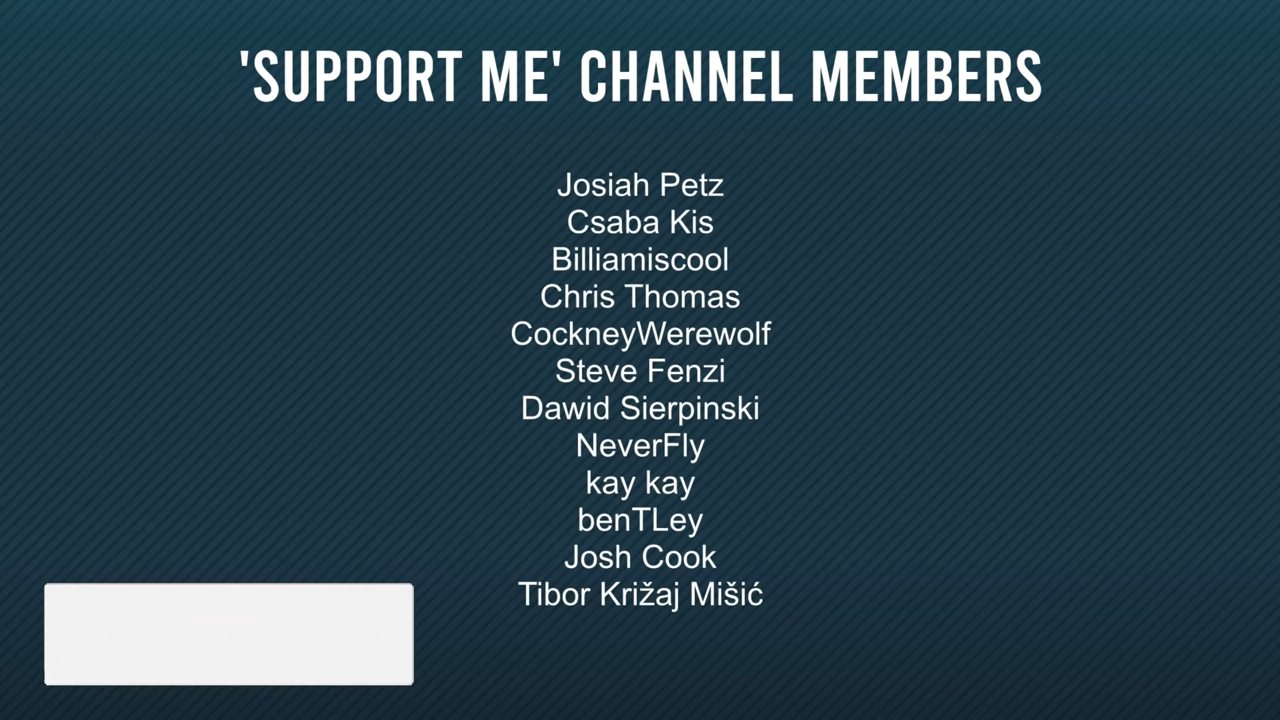 'SUPPORT ME' CHANNEL MEMBERS
Josiah Petz
Csaba Kis
Billiamiscool
Chris Thomas
CockneyWerewolf
Steve Fenzi
Dawid Sierpinski
NeverFly
kay kay
benTLey
Josh Cook
Tibor Križaj Mišić